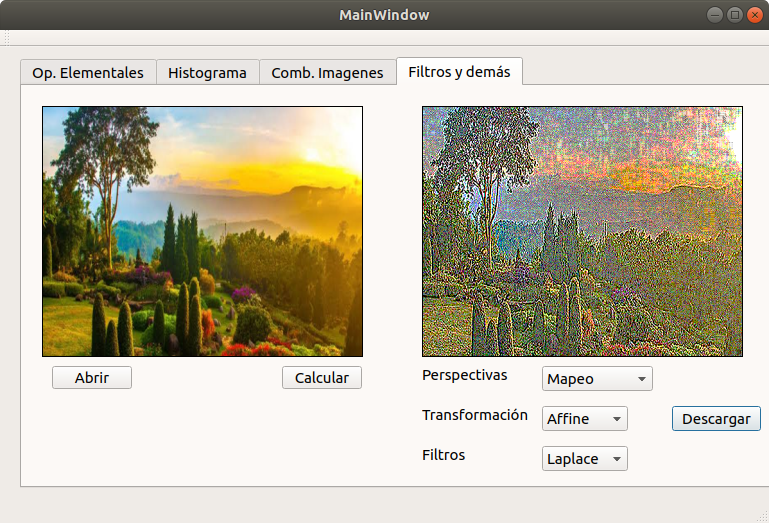 MainWindow
Op. Elementales
Histograma
Comb. Imagenes
Filtros y demás
Abrir
Calcular
Perspectivas
Mapeo
Transformación
Affine
Descargar
Filtros
Laplace